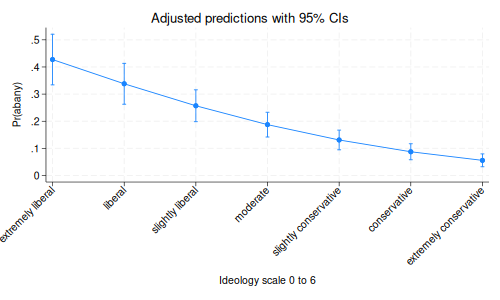 Adjusted predictions with 95% CIs
Pr(abany)
.5
.4
.3
.2
.1
0
extremely liberal
liberal
slightly liberal
moderate
slightly conservative
conservative
extremely conservative
Ideology scale 0 to 6